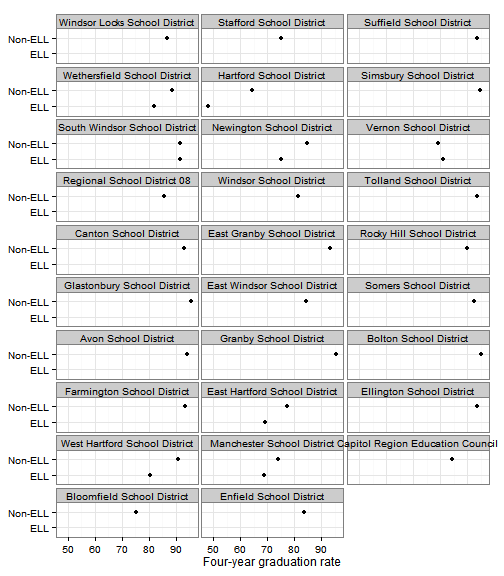 Windsor Locks School District Stafford School District Suffield School District
Non-ELL
ELL
Wethersfield School District Hartford School District Simsbury School District
Non-ELL
ELL
South Windsor School District Newington School District Vernon School District
Non-ELL
ELL
Regional School District 08 Windsor School District Tolland School District
Non-ELL
ELL
Canton School District East Granby School District Rocky Hill School District
Non-ELL
ELL
Glastonbury School District East Windsor School District Somers School District
Non-ELL
ELL
Avon School District Granby School District Bolton School District
Non-ELL
ELL
Farmington School District East Hartford School District Ellington School District
Non-ELL
ELL
West Hartford School District Manchester School District Capitol Region Education Council
Non-ELL
ELL
Bloomfield School District Enfield School District
Non-ELL
ELL
50 60 70 80 90 50 60 70 80 90
Four-year graduation rate